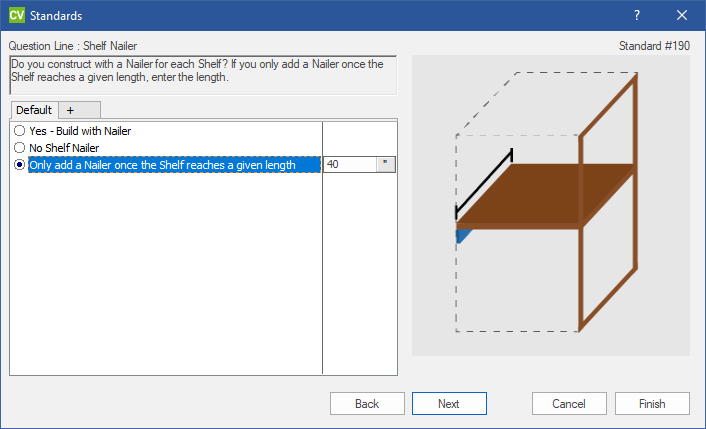 CV Standards ?
Question Line : Shelf Nailer
Standard #190
Do you construct with a Nailer for each Shelf? If you only add a Nailer once the
Shelf reaches a given length, enter the length.
Default +
Yes - Build with Nailer
No Shelf Nailer
Only add a Nailer once the Shelf reaches a given length 40 "
Back Next Cancel Finish